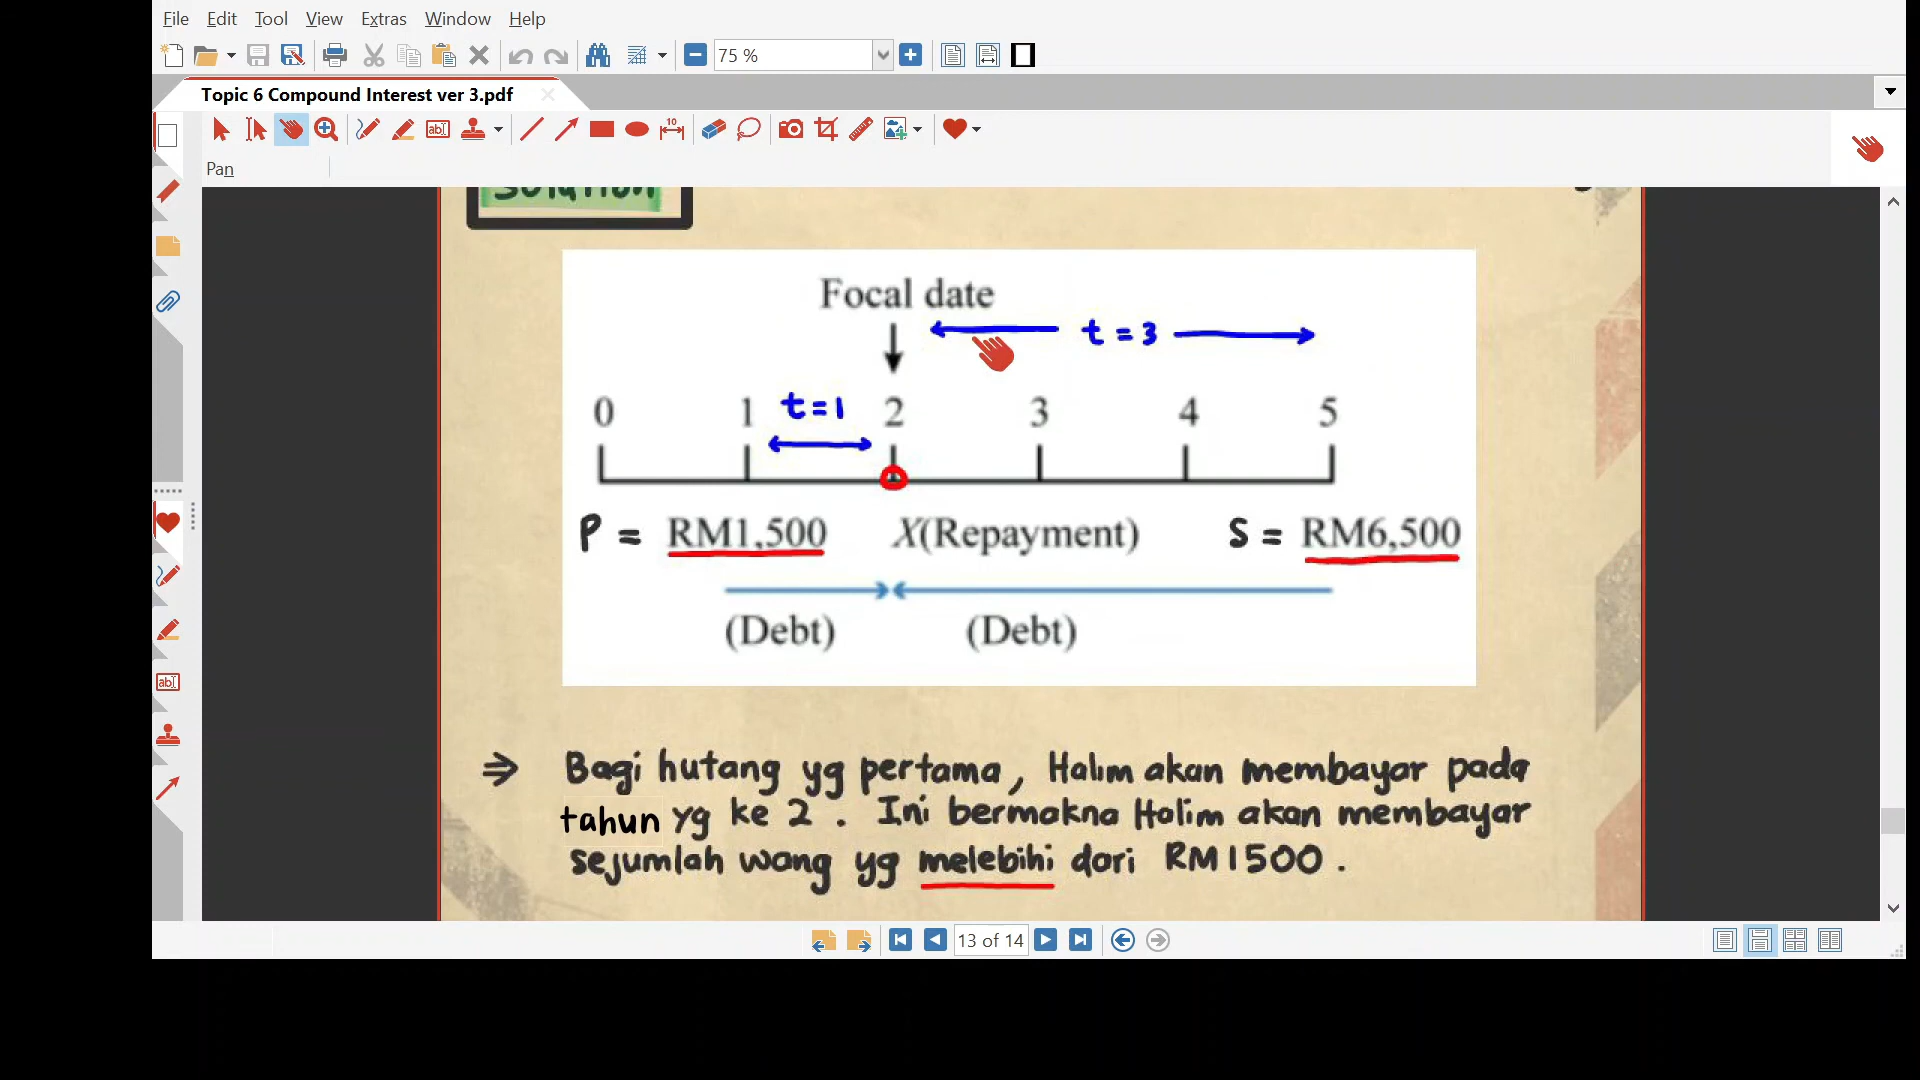 File Edit Tool View Extras Window Help
75 %
Topic 6 Compound Interest ver 3.pdf
Pan
Solution
Focal date
t = 3
0 1 t = 1 2 3 4 5
P = RM1,500 X(Repayment) S = RM6,500
(Debt) (Debt)
⇒ Bagi hutang yg pertama, Halim akan membayar pada
tahun yg ke 2 . Ini bermakna Halim akan membayar
sejumlah wang yg melebihi dari RM1500 .
13 of 14